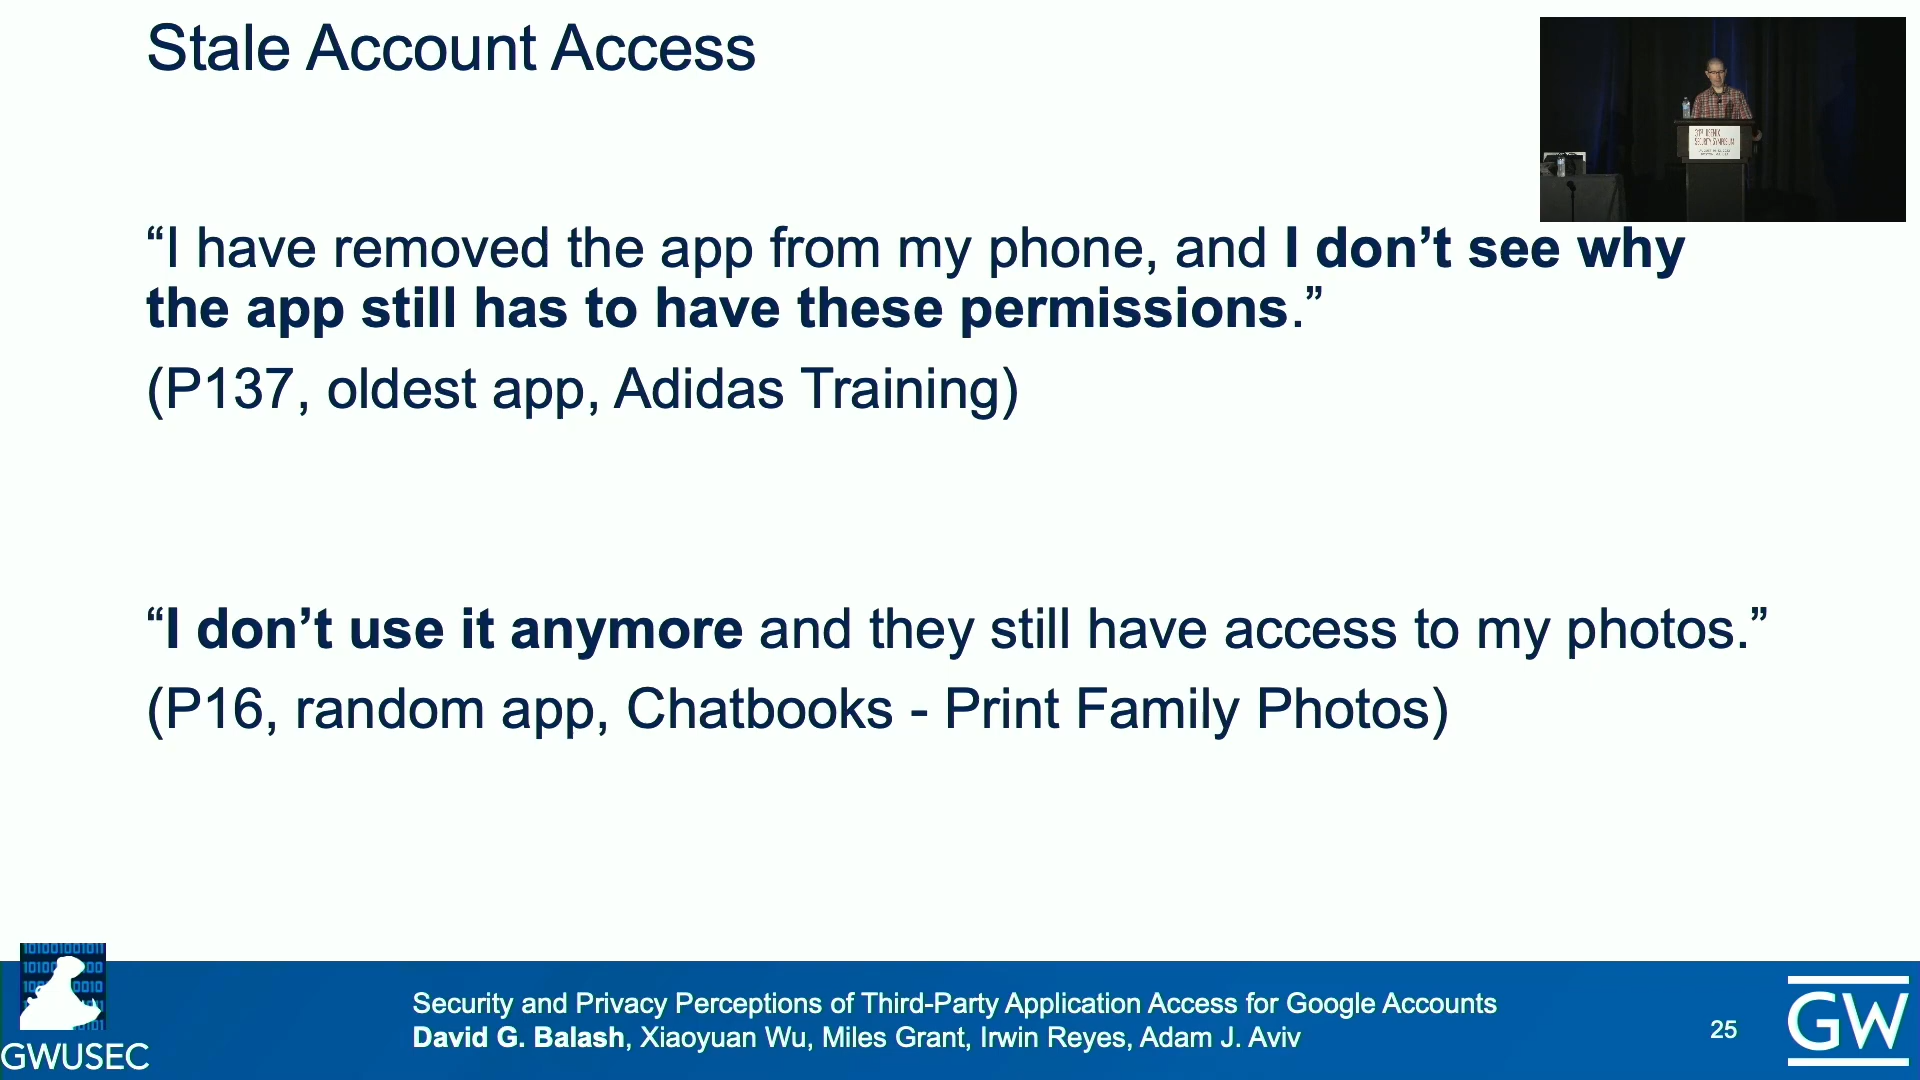 Stale Account Access
“I have removed the app from my phone, and I don’t see why
the app still has to have these permissions.”
(P137, oldest app, Adidas Training)
“I don’t use it anymore and they still have access to my photos.”
(P16, random app, Chatbooks - Print Family Photos)
SECURITY SYMPOSIUM
Security and Privacy Perceptions of Third-Party Application Access for Google Accounts
David G. Balash, Xiaoyuan Wu, Miles Grant, Irwin Reyes, Adam J. Aviv
25
GWUSEC
GW